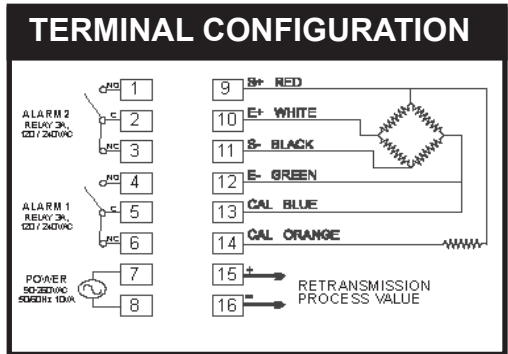 TERMINAL CONFIGURATION
NO 1
ALARM 2
RELAY 3A,
120 / 240VAC
C 2
NC 3
NO 4
ALARM 1
RELAY 3A,
120 / 240VAC
C 5
NC 6
POWER
90-260VAC
50/60Hz 10VA
7
8
9 S+ RED
10 E+ WHITE
11 S- BLACK
12 E- GREEN
13 CAL BLUE
14 CAL ORANGE
15 +
16 -
RETRANSMISSION
PROCESS VALUE